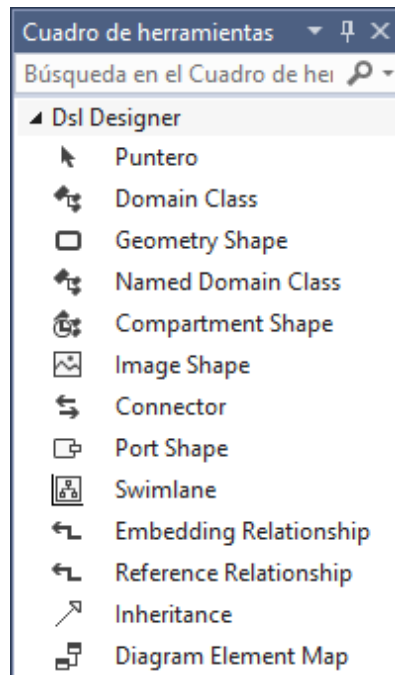 Cuadro de herramientas
Búsqueda en el Cuadro de her
Dsl Designer
Puntero
Domain Class
Geometry Shape
Named Domain Class
Compartment Shape
Image Shape
Connector
Port Shape
Swimlane
Embedding Relationship
Reference Relationship
Inheritance
Diagram Element Map